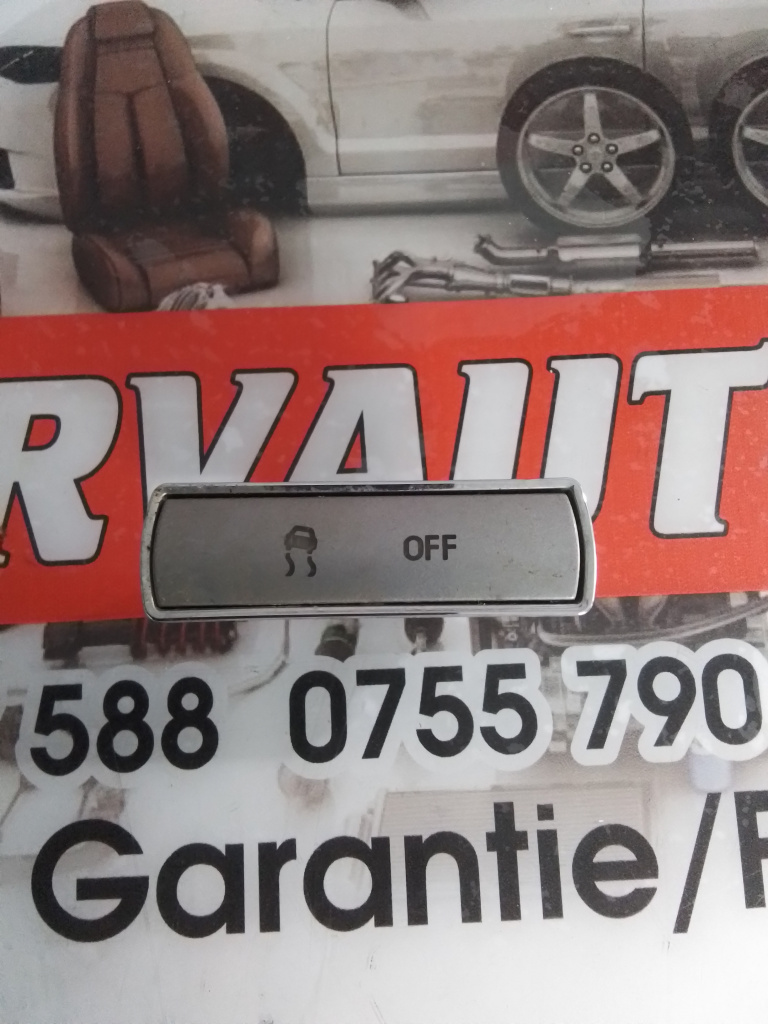 RVAUT
OFF
588 0755 790
Garantie/